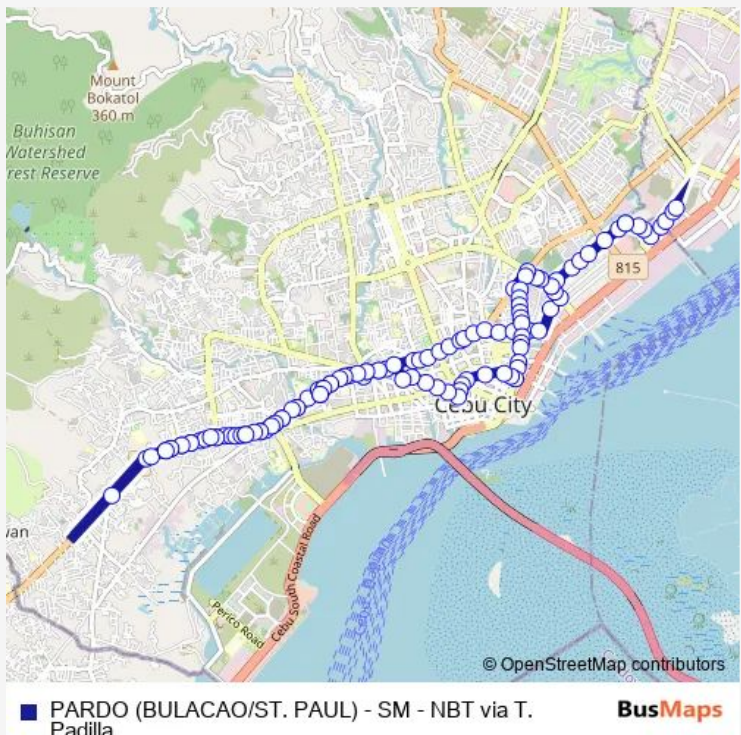 Mount
Bokatol
360.m
Buhisan
Watershed
rest Reserve
815
Cebu City
van
Cebu South Coastal Road
Perico Road
© OpenStreetMap contributors
PARDO (BULACAO/ST. PAUL) - SM - NBT via T.
Padilla
BusMaps